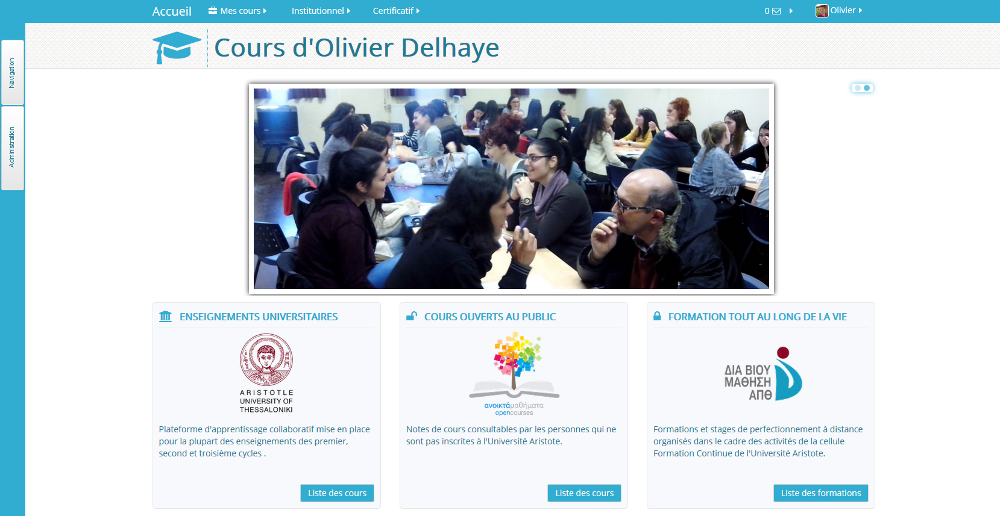 Accueil
Mes cours
Institutionnel
Certificatif
0
Olivier
Navigation
Administration
Cours d'Olivier Delhaye
ENSEIGNEMENTS UNIVERSITAIRES
ARISTOTLE
UNIVERSITY OF
THESSALONIKI
Plateforme d'apprentissage collaboratif mise en place
pour la plupart des enseignements des premier,
second et troisième cycles .
Liste des cours
COURS OUVERTS AU PUBLIC
ανοικτάμαθήματα
opencourses
Notes de cours consultables par les personnes qui ne
sont pas inscrites à l'Université Aristote.
Liste des cours
FORMATION TOUT AU LONG DE LA VIE
ΔΙΑ ΒΙΟΥ
ΜΑΘΗΣΗ
ΑΠΘ
Formations et stages de perfectionnement à distance
organisés dans le cadre des activités de la cellule
Formation Continue de l'Université Aristote.
Liste des formations